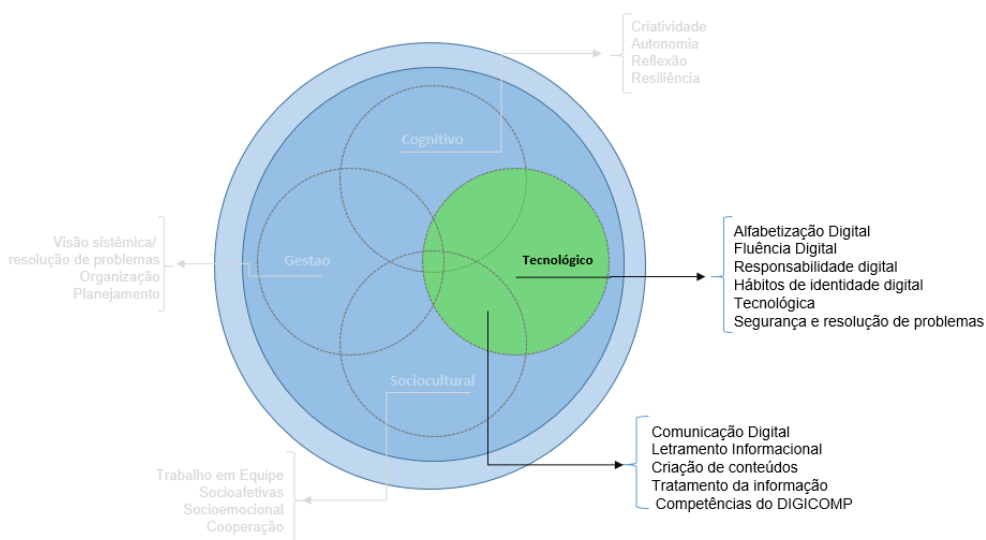 Criatividade
Autonomia
Reflexão
Resiliência
Cognitivo
Visão sistêmica/
resolução de problemas
Organização
Planejamento
Gestao
Tecnológico
Alfabetização Digital
Fluência Digital
Responsabilidade digital
Hábitos de identidade digital
Tecnológica
Segurança e resolução de problemas
Sociocultural
Comunicação Digital
Letramento Informacional
Criação de conteúdos
Tratamento da informação
Competências do DIGICOMP
Trabalho em Equipe
Socioafetivas
Socioemocional
Cooperação